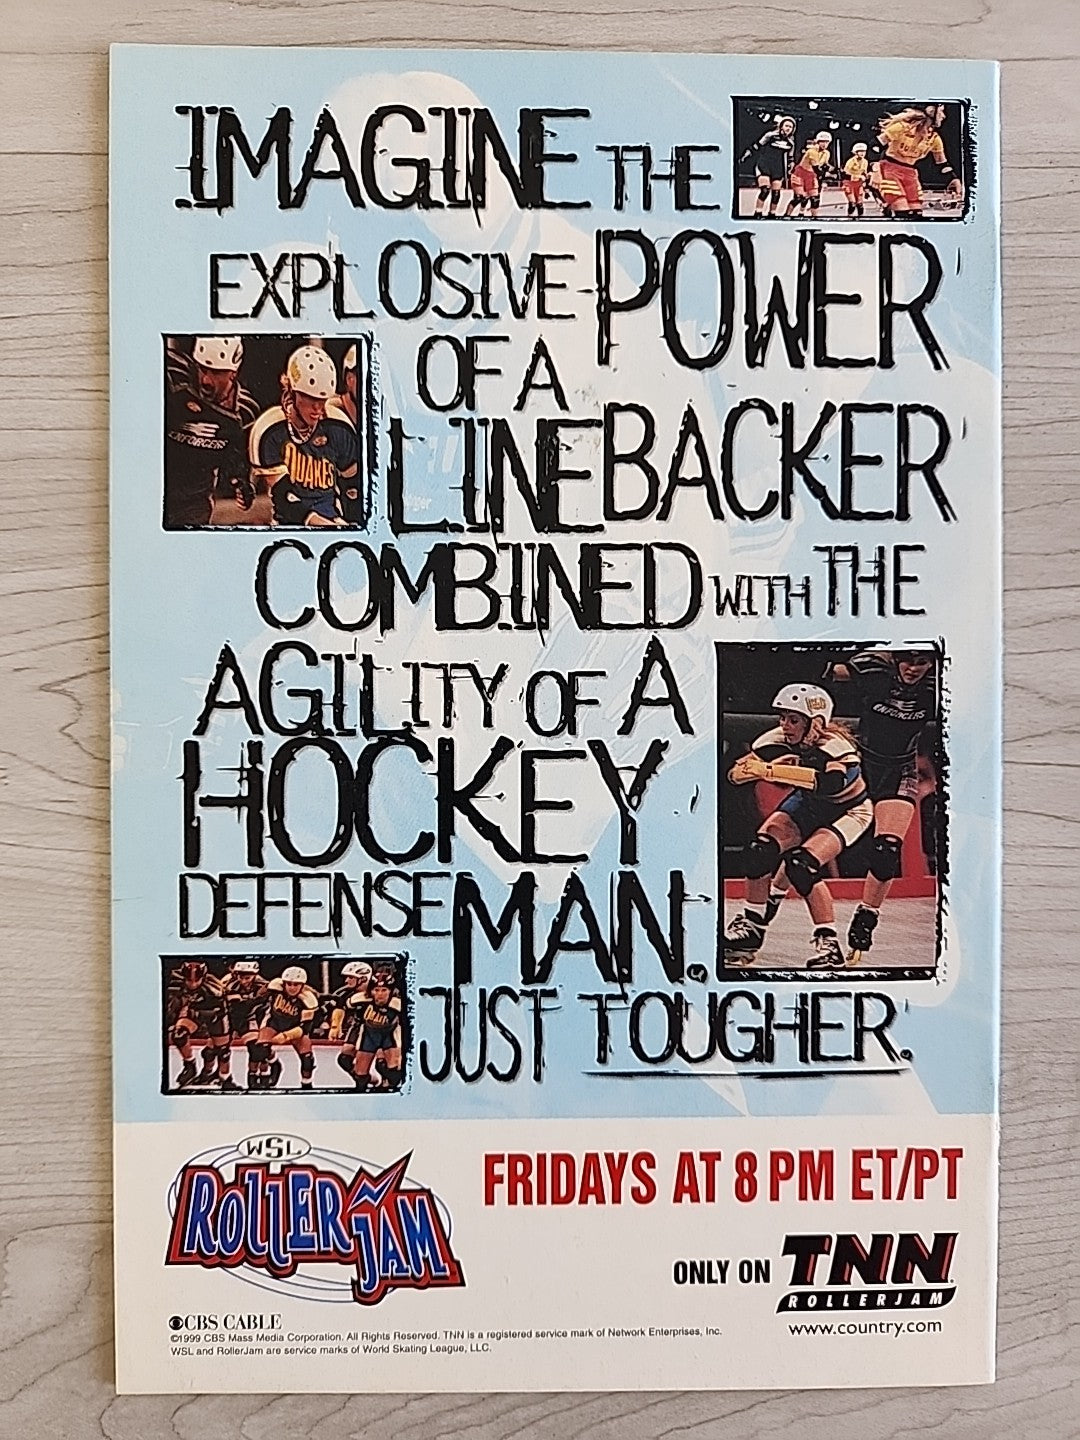 IMAGINE THE
EXPLOSIVE POWER
OF A
LINEBACKER
COMBINED WITH THE
AGILITY OF A
HOCKEY
DEFENSEMAN.
JUST TOUGHER.
ENFORCERS
QUAKES
ENFORCERS
QUAKES
WSL
ROLLERJAM
FRIDAYS AT 8 PM ET/PT
ONLY ON TNN
ROLLERJAM
www.country.com
CBS CABLE
©1999 CBS Mass Media Corporation. All Rights Reserved. TNN is a registered service mark of Network Enterprises, Inc.
WSL and RollerJam are service marks of World Skating League, LLC.